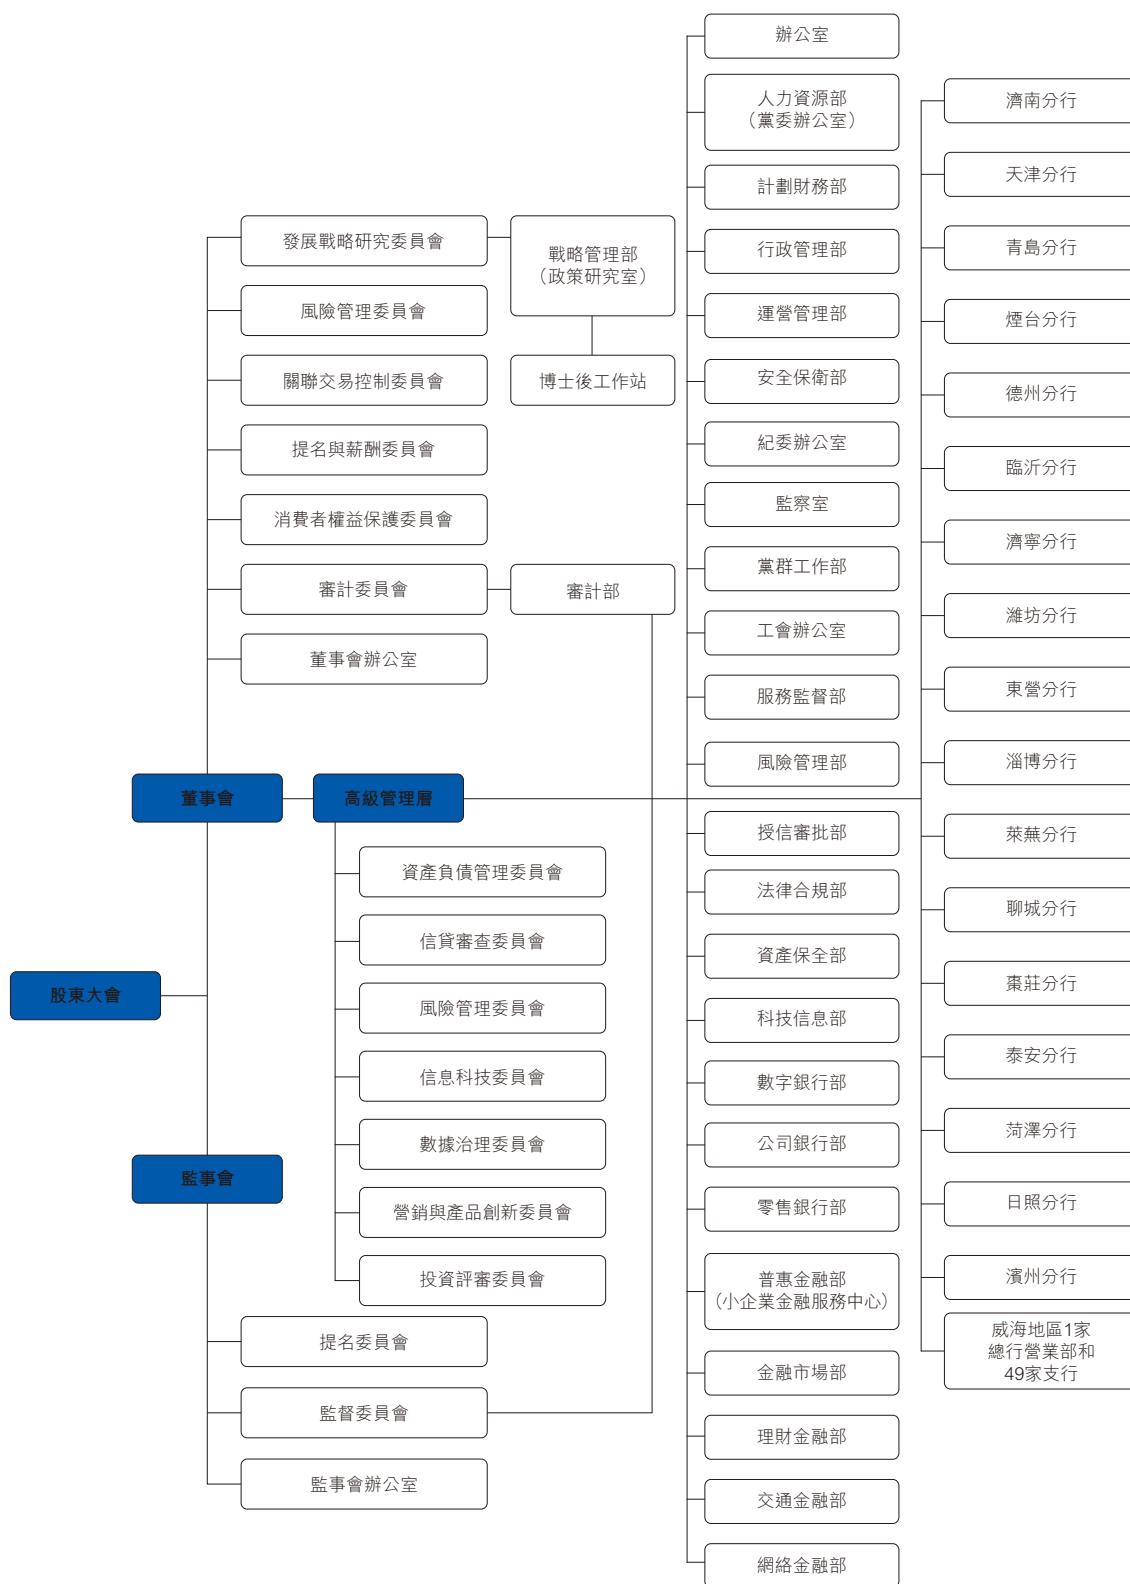 股東大會
董事會
發展戰略研究委員會
戰略管理部
（政策研究室）
博士後工作站
風險管理委員會
關聯交易控制委員會
提名與薪酬委員會
消費者權益保護委員會
審計委員會
審計部
董事會辦公室
高級管理層
資產負債管理委員會
信貸審查委員會
風險管理委員會
信息科技委員會
數據治理委員會
營銷與產品創新委員會
投資評審委員會
監事會
提名委員會
監督委員會
監事會辦公室
辦公室
人力資源部
（黨委辦公室）
計劃財務部
行政管理部
運營管理部
安全保衛部
紀委辦公室
監察室
黨群工作部
工會辦公室
服務監督部
風險管理部
授信審批部
法律合規部
資產保全部
科技信息部
數字銀行部
公司銀行部
零售銀行部
普惠金融部
（小企業金融服務中心）
金融市場部
理財金融部
交通金融部
網絡金融部
濟南分行
天津分行
青島分行
煙台分行
德州分行
臨沂分行
濟寧分行
濰坊分行
東營分行
淄博分行
萊蕪分行
聊城分行
棗莊分行
泰安分行
菏澤分行
日照分行
濱州分行
威海地區1家
總行營業部和
49家支行